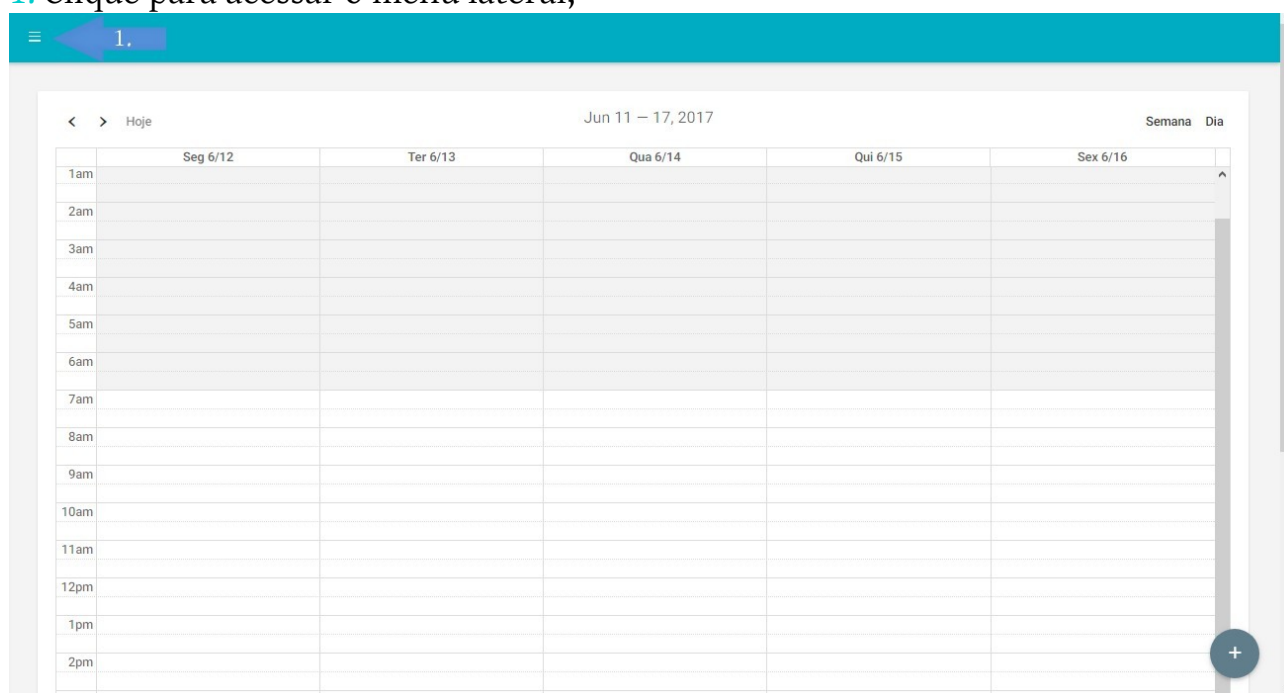 1. Clique para acessar o menu lateral;
1.
Hoje
Jun 11 — 17, 2017
Semana Dia
Seg 6/12 Ter 6/13 Qua 6/14 Qui 6/15 Sex 6/16
1am
2am
3am
4am
5am
6am
7am
8am
9am
10am
11am
12pm
1pm
2pm